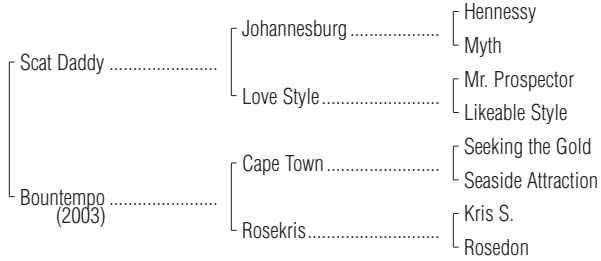 Hennessy
Johannesburg ....................
Myth
Scat Daddy ........................
Mr. Prospector
Love Style ..........................
Likeable Style
Seeking the Gold
Cape Town .........................
Seaside Attraction
Bountempo ........................
(2003)
Kris S.
Rosekris .............................
Rosedon